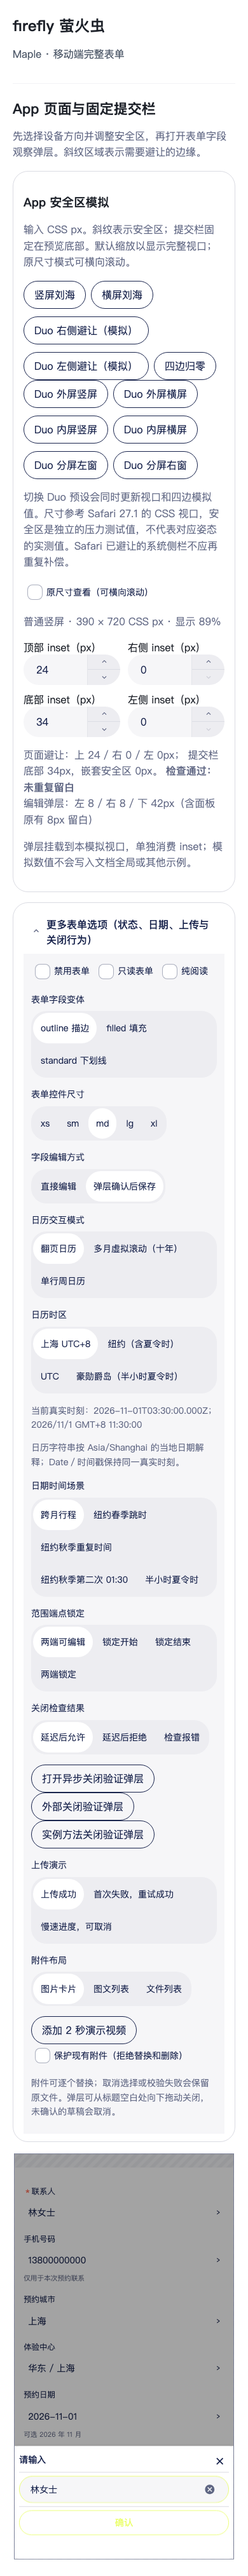 firefly 萤火虫
Maple · 移动端完整表单
App 页面与固定提交栏
先选择设备方向并调整安全区，再打开表单字段
观察弹层。斜纹区域表示需要避让的边缘。
App 安全区模拟
输入 CSS px。斜纹表示安全区；提交栏固
定在预览底部。默认缩放以显示完整视口；
原尺寸模式可横向滚动。
竖屏刘海 横屏刘海
Duo 右侧避让（模拟）
Duo 左侧避让（模拟） 四边归零
Duo 外屏竖屏 Duo 外屏横屏
Duo 内屏竖屏 Duo 内屏横屏
Duo 分屏左窗 Duo 分屏右窗
切换 Duo 预设会同时更新视口和四边模拟
值。尺寸参考 Safari 27.1 的 CSS 视口，安
全区是独立的压力测试值，不代表对应姿态
的实测值。Safari 已避让的系统侧栏不应再
重复补偿。
原尺寸查看（可横向滚动）
普通竖屏 · 390 × 720 CSS px · 显示 89%
顶部 inset（px） 右侧 inset（px）
24 0
底部 inset（px） 左侧 inset（px）
34 0
页面避让：上 24 / 右 0 / 左 0px； 提交栏
底部 34px，嵌套安全区 0px。 检查通过：
未重复留白
编辑弹层：左 8 / 右 8 / 下 42px（含面板
原有 8px 留白）
弹层挂载到本模拟视口，单独消费 inset；模
拟数值不会写入文档全局或其他示例。
更多表单选项（状态、日期、上传与
关闭行为）
禁用表单 只读表单 纯阅读
表单字段变体
outline 描边 filled 填充
standard 下划线
表单控件尺寸
xs sm md lg xl
字段编辑方式
直接编辑 弹层确认后保存
日历交互模式
翻页日历 多月虚拟滚动（十年）
单行周日历
日历时区
上海 UTC+8 纽约（含夏令时）
UTC 豪勋爵岛（半小时夏令时）
当前真实时刻：2026-11-01T03:30:00.000Z；
2026/11/1 GMT+8 11:30:00
日历字符串按 Asia/Shanghai 的当地日期解
释；Date / 时间戳保持同一真实时刻。
日期时间场景
跨月行程 纽约春季跳时
纽约秋季重复时间
纽约秋季第二次 01:30 半小时夏令时
范围端点锁定
两端可编辑 锁定开始 锁定结束
两端锁定
关闭检查结果
延迟后允许 延迟后拒绝 检查报错
打开异步关闭验证弹层
外部关闭验证弹层
实例方法关闭验证弹层
上传演示
上传成功 首次失败，重试成功
慢速进度，可取消
附件布局
图片卡片 图文列表 文件列表
添加 2 秒演示视频
保护现有附件（拒绝替换和删除）
附件可逐个替换；取消选择或校验失败会保留
原文件。弹层可从标题空白处向下拖动关闭，
未确认的草稿会取消。
* 联系人
林女士
手机号码
13800000000
仅用于本次预约联系
预约城市
上海
体验中心
华东 / 上海
预约日期
2026-11-01
可选 2026 年 11 月
请输入
林女士
确认